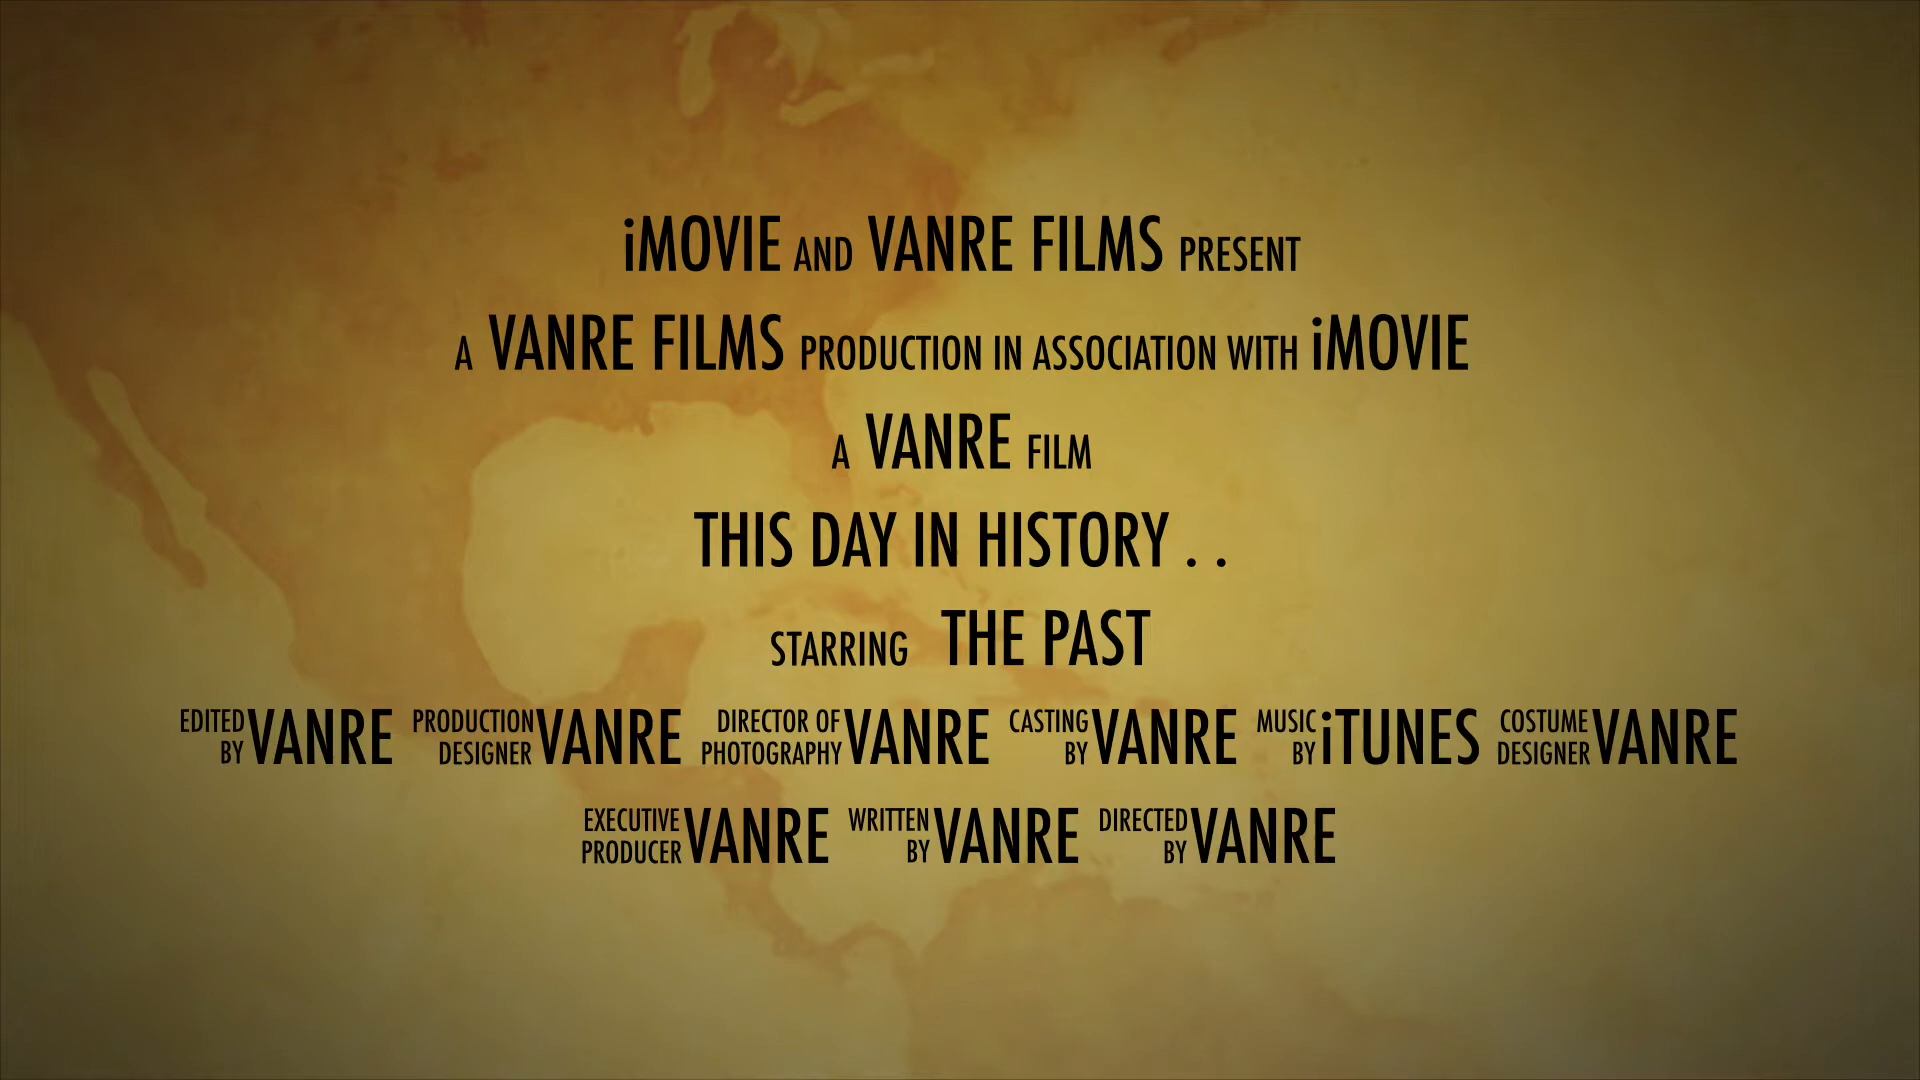 iMOVIE AND VANRE FILMS PRESENT
A VANRE FILMS PRODUCTION IN ASSOCIATION WITH iMOVIE
A VANRE FILM
THIS DAY IN HISTORY . .
STARRING THE PAST
EDITED BY VANRE PRODUCTION DESIGNER VANRE DIRECTOR OF PHOTOGRAPHY VANRE CASTING BY VANRE MUSIC BY iTUNES COSTUME DESIGNER VANRE
EXECUTIVE PRODUCER VANRE WRITTEN BY VANRE DIRECTED BY VANRE